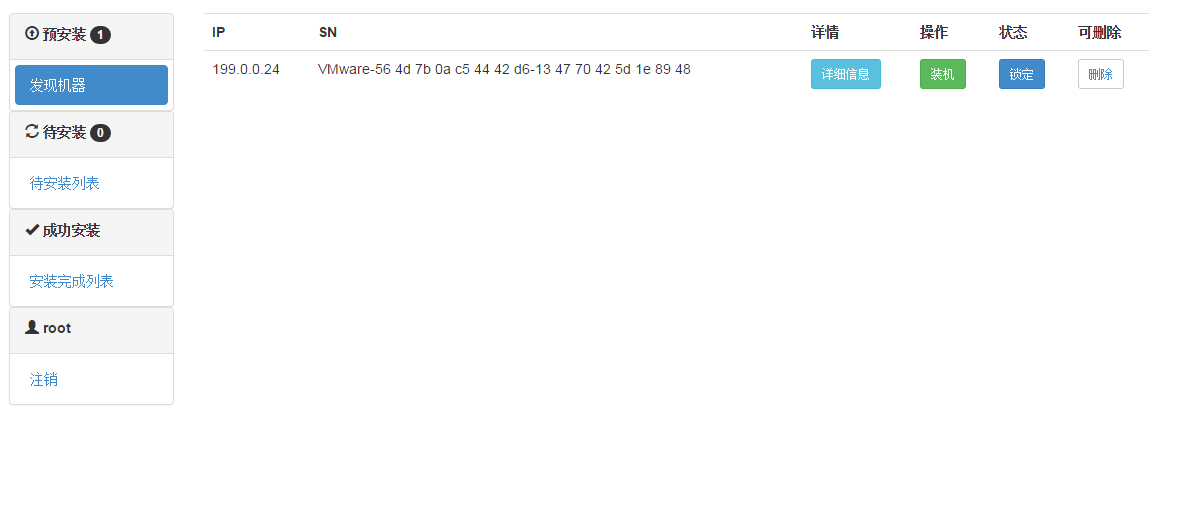 预安装 1
发现机器
待安装 0
待安装列表
成功安装
安装完成列表
root
注销
IP SN 详情 操作 状态 可删除
199.0.0.24 VMware-56 4d 7b 0a c5 44 42 d6-13 47 70 42 5d 1e 89 48 详细信息 装机 锁定 删除